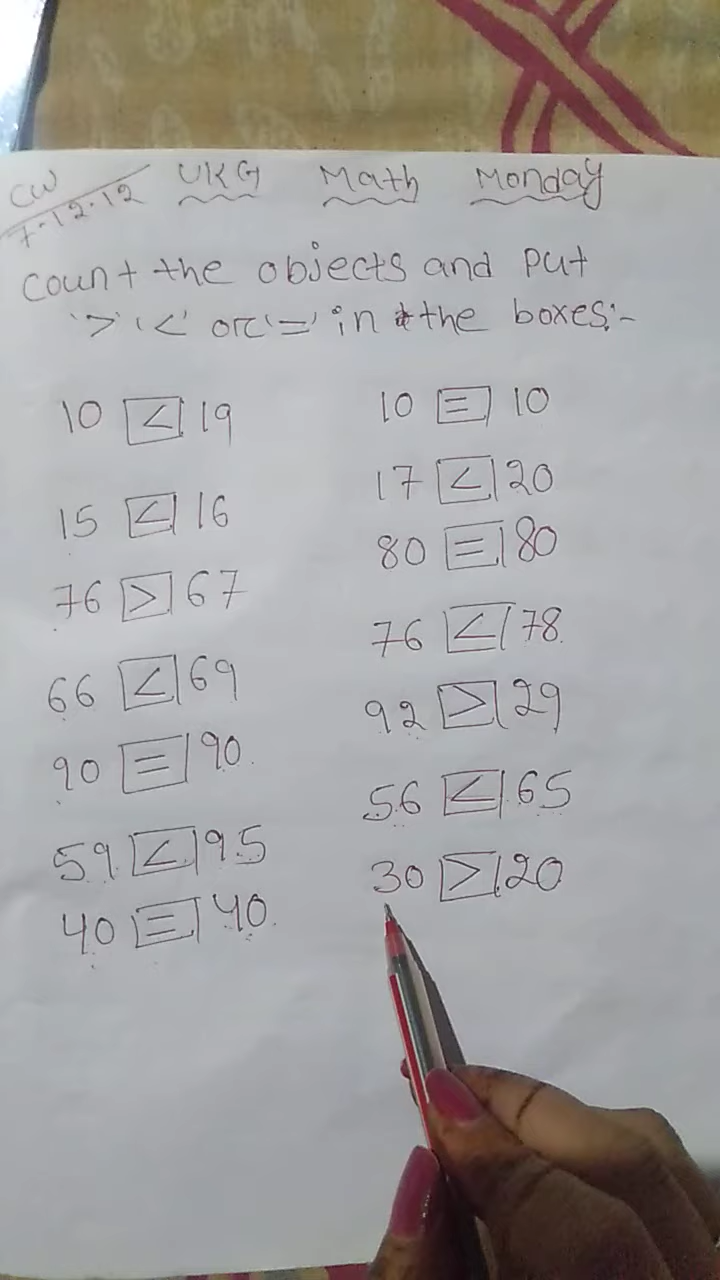 CW UKG Math Monday
7.12.12
Count the objects and put
'>' '<' or '=' in the boxes:-
10 < 19
15 < 16
76 > 67
66 < 69
90 = 90
59 < 95
40 = 40
10 = 10
17 < 20
80 = 80
76 < 78
92 > 29
56 < 65
30 > 20